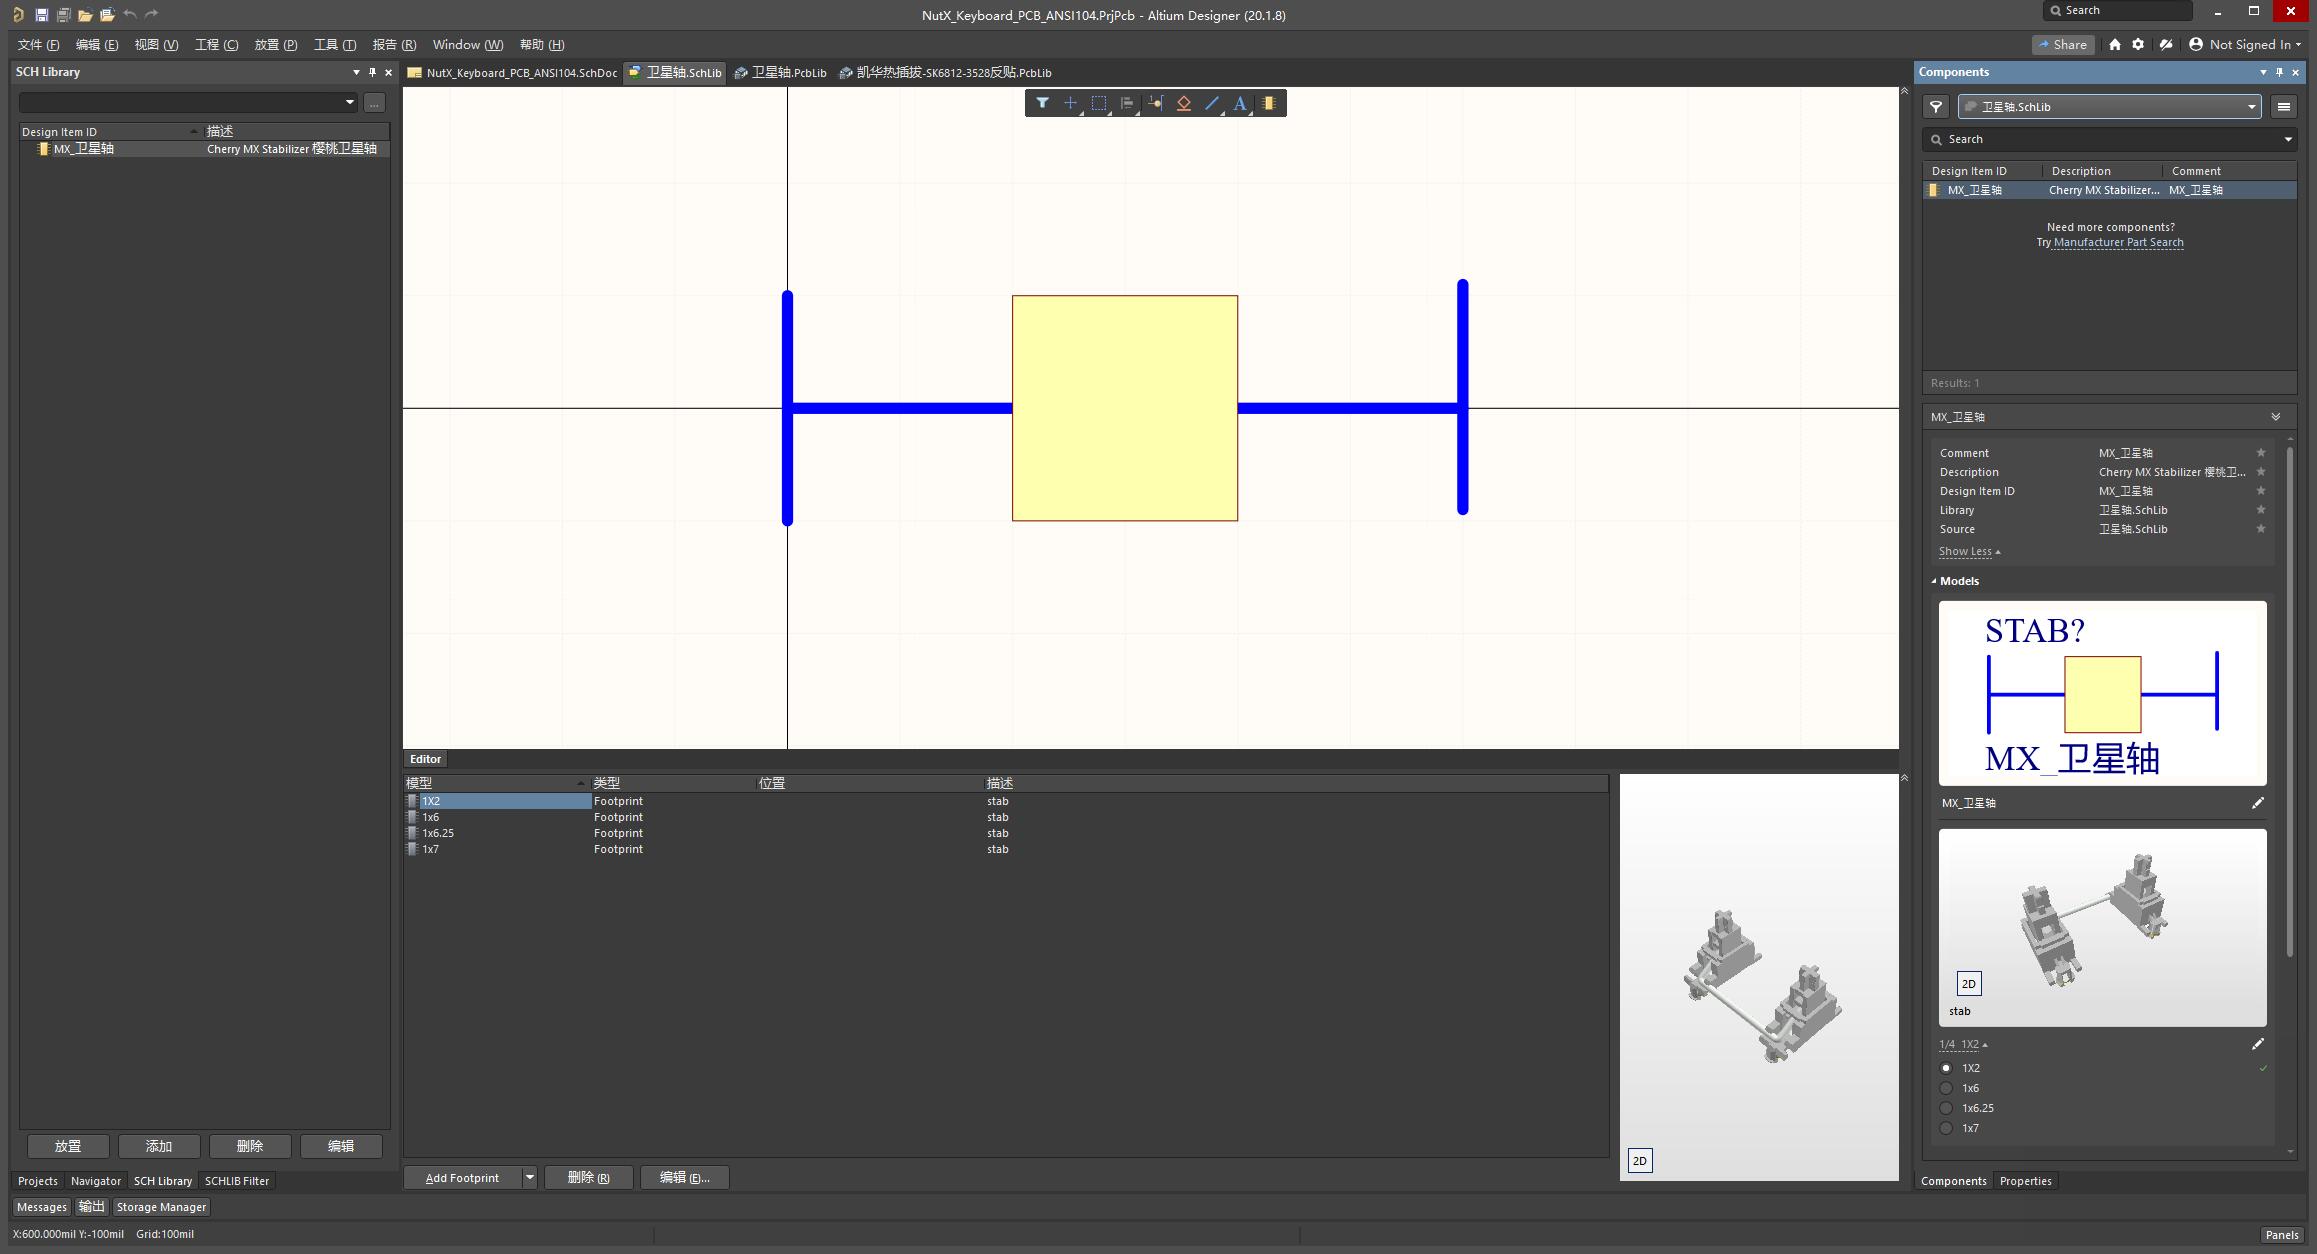 NutX_Keyboard_PCB_ANSI104.PrjPcb - Altium Designer (20.1.8)
Search
文件 (F) 编辑 (E) 视图 (V) 工程 (C) 放置 (P) 工具 (T) 报告 (R) Window (W) 帮助 (H)
Share
Not Signed In
SCH Library
...
Design Item ID 描述
MX_卫星轴 Cherry MX Stabilizer 樱桃卫星轴
放置 添加 删除 编辑
Projects Navigator SCH Library SCHLIB Filter
NutX_Keyboard_PCB_ANSI104.SchDoc 卫星轴.SchLib 卫星轴.PcbLib 凯华热插拔-SK6812-3528反贴.PcbLib
A
Editor
模型 类型 位置 描述
1X2 Footprint stab
1x6 Footprint stab
1x6.25 Footprint stab
1x7 Footprint stab
2D
Add Footprint 删除 (R) 编辑 (E)...
Components
卫星轴.SchLib
Search
Design Item ID Description Comment
MX_卫星轴 Cherry MX Stabilizer... MX_卫星轴
Need more components?
Try Manufacturer Part Search
Results: 1
MX_卫星轴
Comment MX_卫星轴
Description Cherry MX Stabilizer 樱桃卫...
Design Item ID MX_卫星轴
Library 卫星轴.SchLib
Source 卫星轴.SchLib
Show Less
Models
STAB?
MX_卫星轴
MX_卫星轴
2D
stab
1/4 1X2
1X2
1x6
1x6.25
1x7
Components Properties
Messages 输出 Storage Manager
X:600.000mil Y:-100mil Grid:100mil
Panels